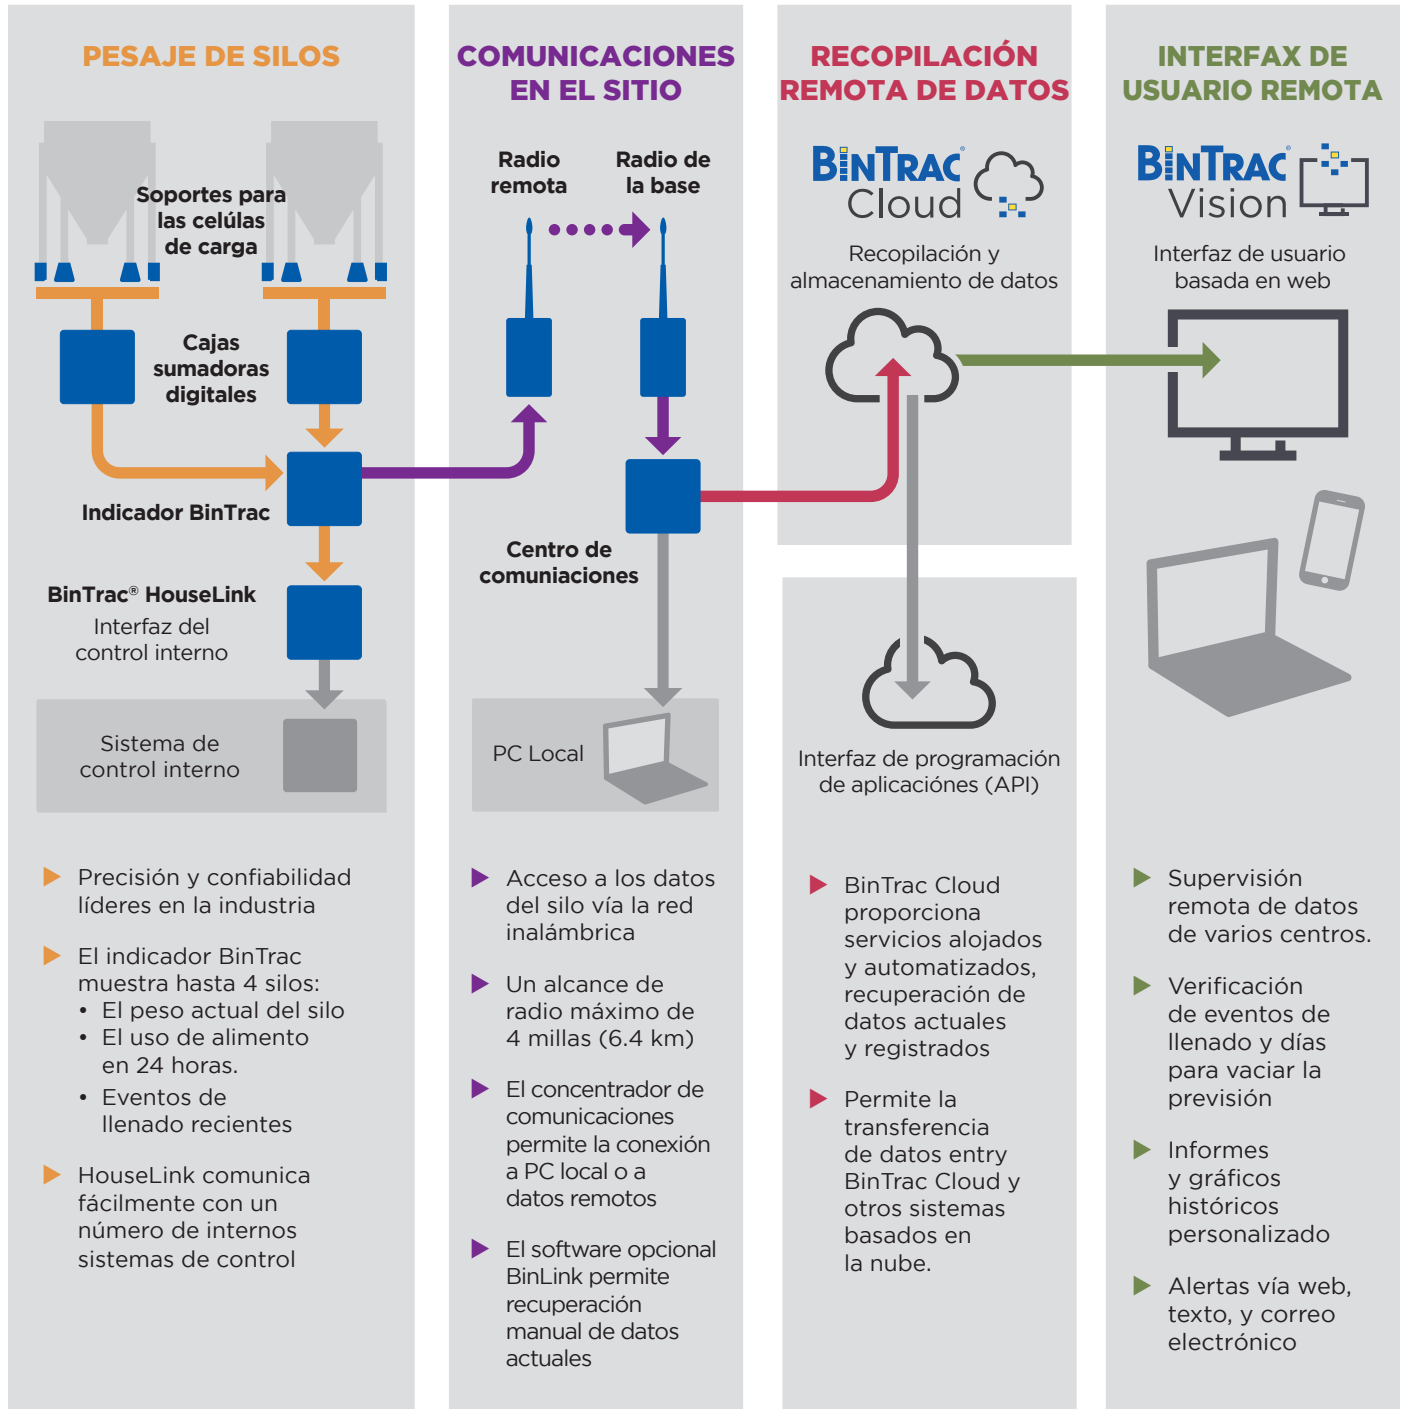 PESAJE DE SILOS
Soportes para
las celúlas
de carga
Cajas
sumadoras
digitales
Indicador BinTrac
BinTrac® HouseLink
Interfaz del
control interno
Sistema de
control interno
▶ Precisión y confiabilidad
líderes en la industria
▶ El indicador BinTrac
muestra hasta 4 silos:
• El peso actual del silo
• El uso de alimento
en 24 horas.
• Eventos de
llenado recientes
▶ HouseLink comunica
fácilmente con un
número de internos
sistemas de control
COMUNICACIONES
EN EL SITIO
Radio
remota
Radio de
la base
Centro de
comuniaciones
PC Local
▶ Acceso a los datos
del silo vía la red
inalámbrica
▶ Un alcance de
radio máximo de
4 millas (6.4 km)
▶ El concentrador de
comunicaciones
permite la conexión
a PC local o a
datos remotos
▶ El software opcional
BinLink permite
recuperación
manual de datos
actuales
RECOPILACIÓN
REMOTA DE DATOS
BINTRAC®
Cloud
Recopilación y
almacenamiento de datos
Interfaz de programación
de aplicaciónes (API)
▶ BinTrac Cloud
proporciona
servicios alojados
y automatizados,
recuperación de
datos actuales
y registrados
▶ Permite la
transferencia
de datos entry
BinTrac Cloud y
otros sistemas
basados en
la nube.
INTERFAX DE
USUARIO REMOTA
BINTRAC®
Vision
Interfaz de usuario
basada en web
▶ Supervisión
remota de datos
de varios centros.
▶ Verificación
de eventos de
llenado y días
para vaciar la
previsión
▶ Informes
y gráficos
históricos
personalizado
▶ Alertas vía web,
texto, y correo
electrónico